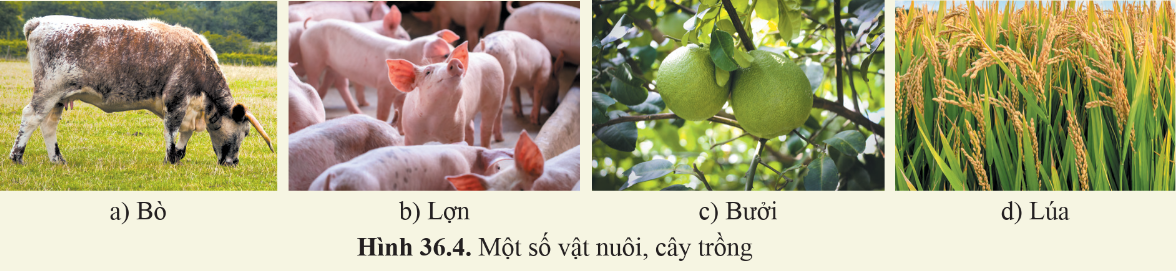 a) Bò
b) Lợn
c) Bưởi
d) Lúa
Hình 36.4. Một số vật nuôi, cây trồng